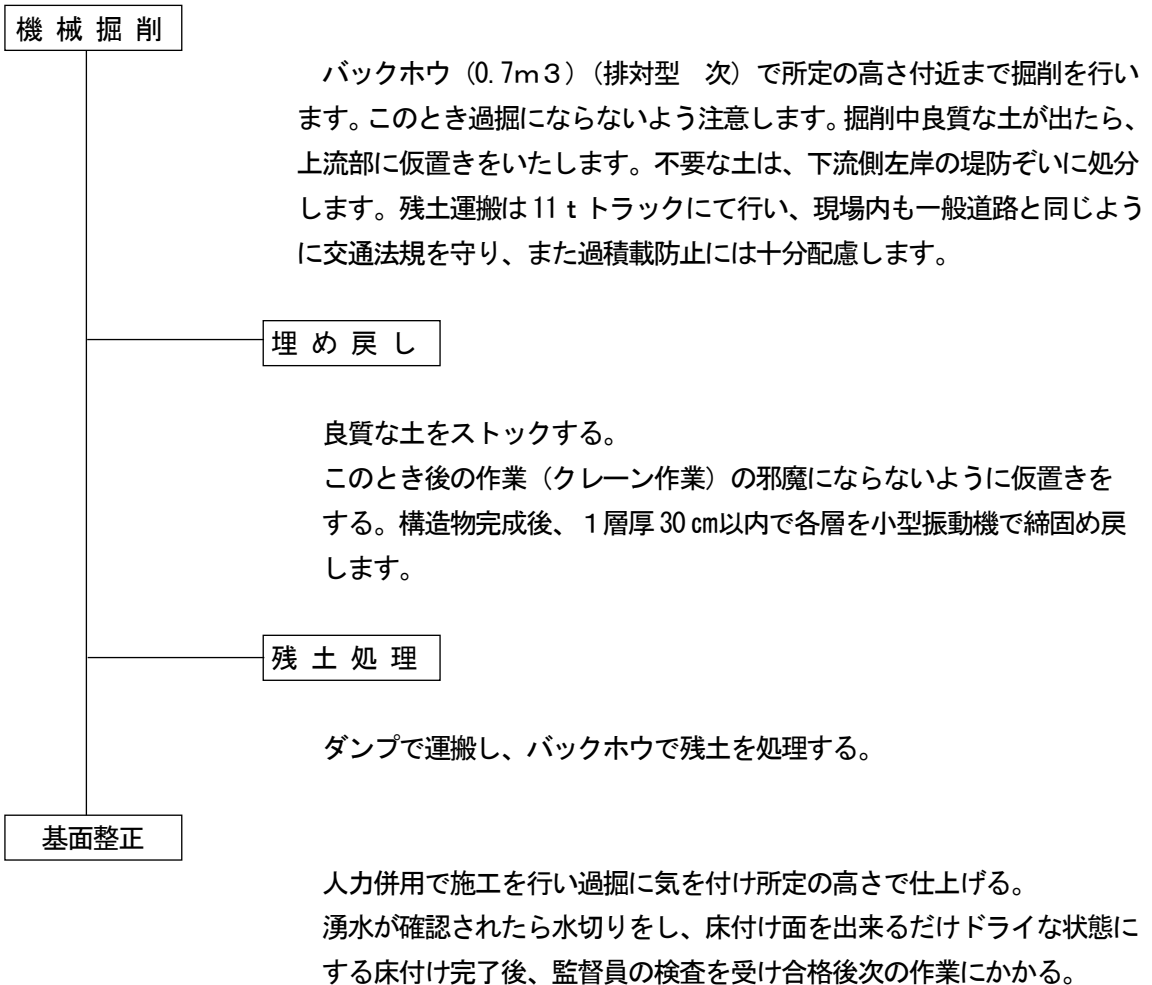 機 械 掘 削
バックホウ（0.7ｍ３）（排対型　次）で所定の高さ付近まで掘削を行い
ます。このとき過掘にならないよう注意します。掘削中良質な土が出たら、
上流部に仮置きをいたします。不要な土は、下流側左岸の堤防ぞいに処分
します。残土運搬は11ｔトラックにて行い、現場内も一般道路と同じよう
に交通法規を守り、また過積載防止には十分配慮します。
埋 め 戻 し
良質な土をストックする。
このとき後の作業（クレーン作業）の邪魔にならないように仮置きを
する。構造物完成後、１層厚30㎝以内で各層を小型振動機で締固め戻
します。
残 土 処 理
ダンプで運搬し、バックホウで残土を処理する。
基面整正
人力併用で施工を行い過掘に気を付け所定の高さで仕上げる。
湧水が確認されたら水切りをし、床付け面を出来るだけドライな状態に
する床付け完了後、監督員の検査を受け合格後次の作業にかかる。